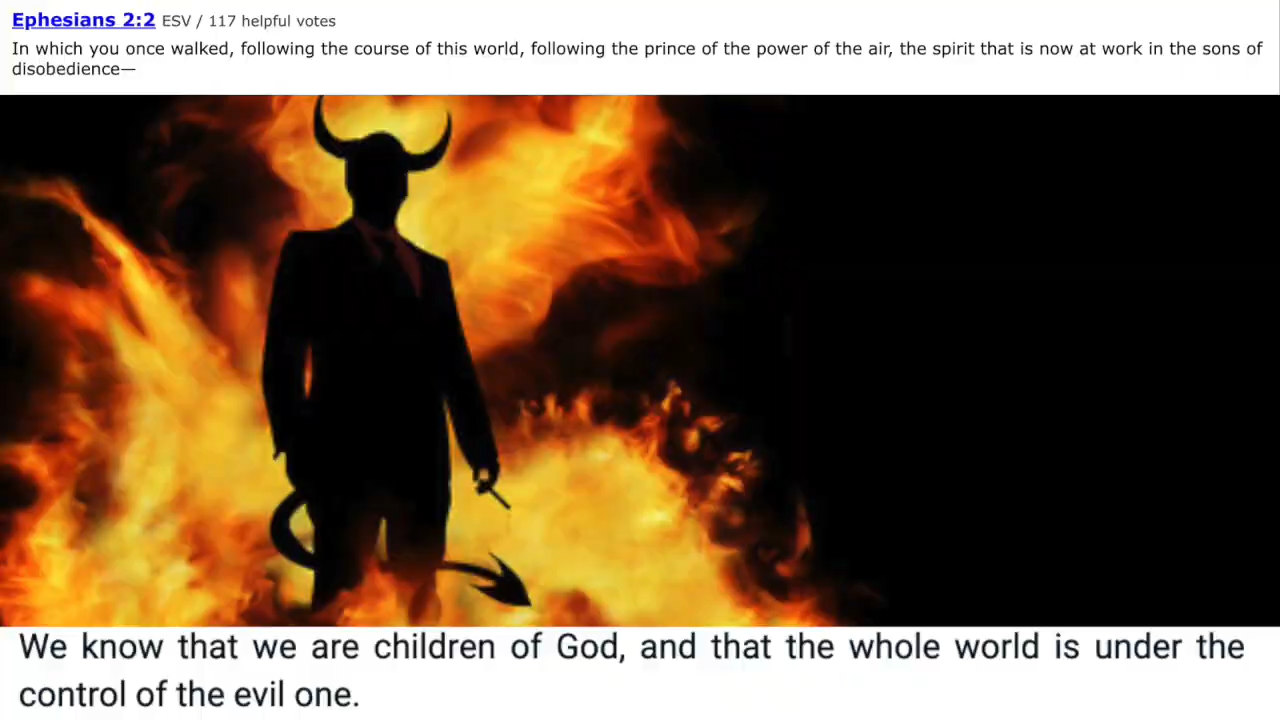 Ephesians 2:2 ESV / 117 helpful votes
In which you once walked, following the course of this world, following the prince of the power of the air, the spirit that is now at work in the sons of
disobedience—
We know that we are children of God, and that the whole world is under the
control of the evil one.